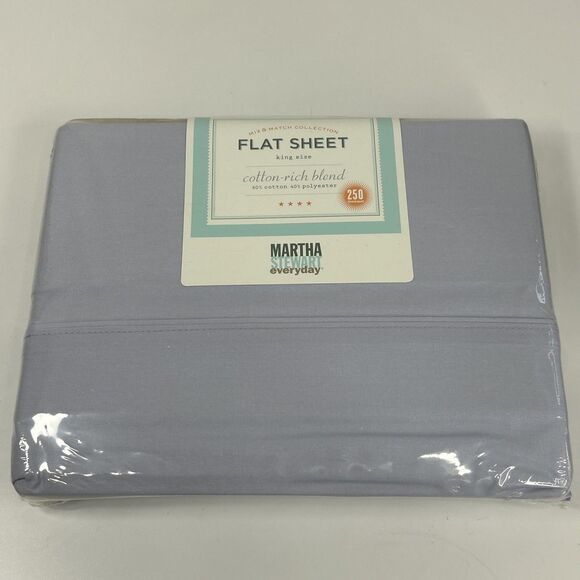 MIX & MATCH COLLECTION
FLAT SHEET
king size
cotton-rich blend
60% cotton 40% polyester
250
MARTHA
STEWART
everyday